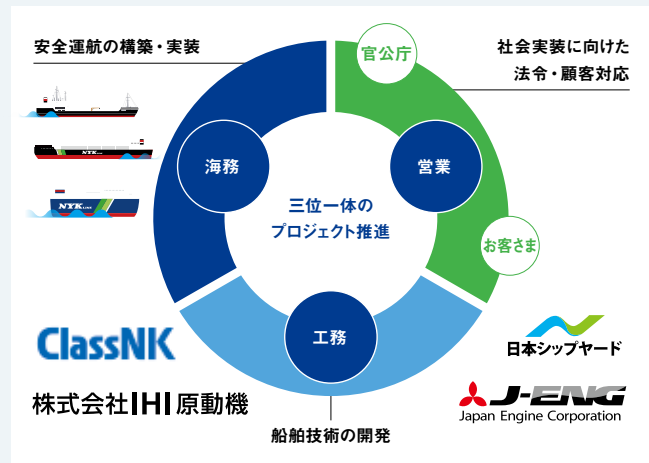 安全運航の構築・実装
官公庁
社会実装に向けた
法令・顧客対応
海務
営業
NYK LINE
三位一体の
プロジェクト推進
お客さま
工務
ClassNK
株式会社IHI原動機
日本シップヤード
J-ENG
Japan Engine Corporation
船舶技術の開発